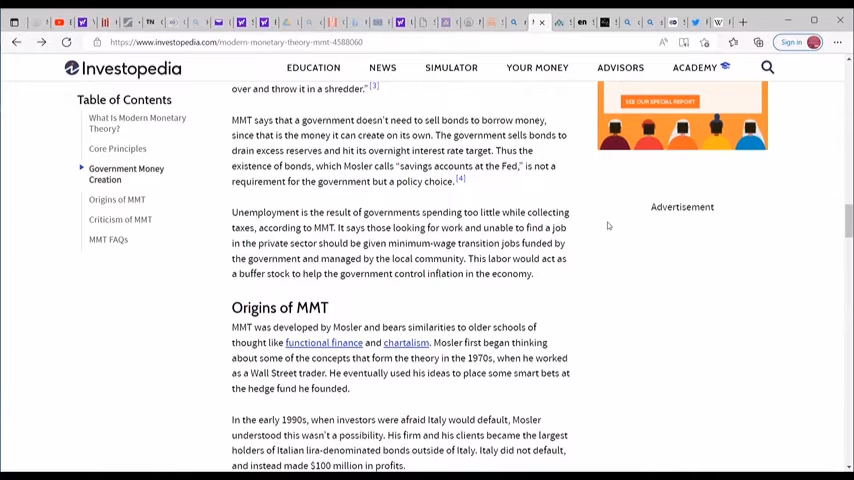 TN
en
W
https://www.investopedia.com/modern-monetary-theory-mmt-4588060
Sign in
Investopedia
EDUCATION
NEWS
SIMULATOR
YOUR MONEY
ADVISORS
ACADEMY
Table of Contents
What Is Modern Monetary
Theory?
Core Principles
Government Money
Creation
Origins of MMT
Criticism of MMT
MMT FAQs
over and throw it in a shredder." [3]
MMT says that a government doesn't need to sell bonds to borrow money,
since that is the money it can create on its own. The government sells bonds to
drain excess reserves and hit its overnight interest rate target. Thus the
existence of bonds, which Mosler calls "savings accounts at the Fed," is not a
requirement for the government but a policy choice. [4]
Unemployment is the result of governments spending too little while collecting
taxes, according to MMT. It says those looking for work and unable to find a job
in the private sector should be given minimum-wage transition jobs funded by
the government and managed by the local community. This labor would act as
a buffer stock to help the government control inflation in the economy.
Origins of MMT
MMT was developed by Mosler and bears similarities to older schools of
thought like functional finance and chartalism. Mosler first began thinking
about some of the concepts that form the theory in the 1970s, when he worked
as a Wall Street trader. He eventually used his ideas to place some smart bets at
the hedge fund he founded.
In the early 1990s, when investors were afraid Italy would default, Mosler
understood this wasn't a possibility. His firm and his clients became the largest
holders of Italian lira-denominated bonds outside of Italy. Italy did not default,
and instead made $100 million in profits.
SEE OUR SPECIAL REPORT
Advertisement